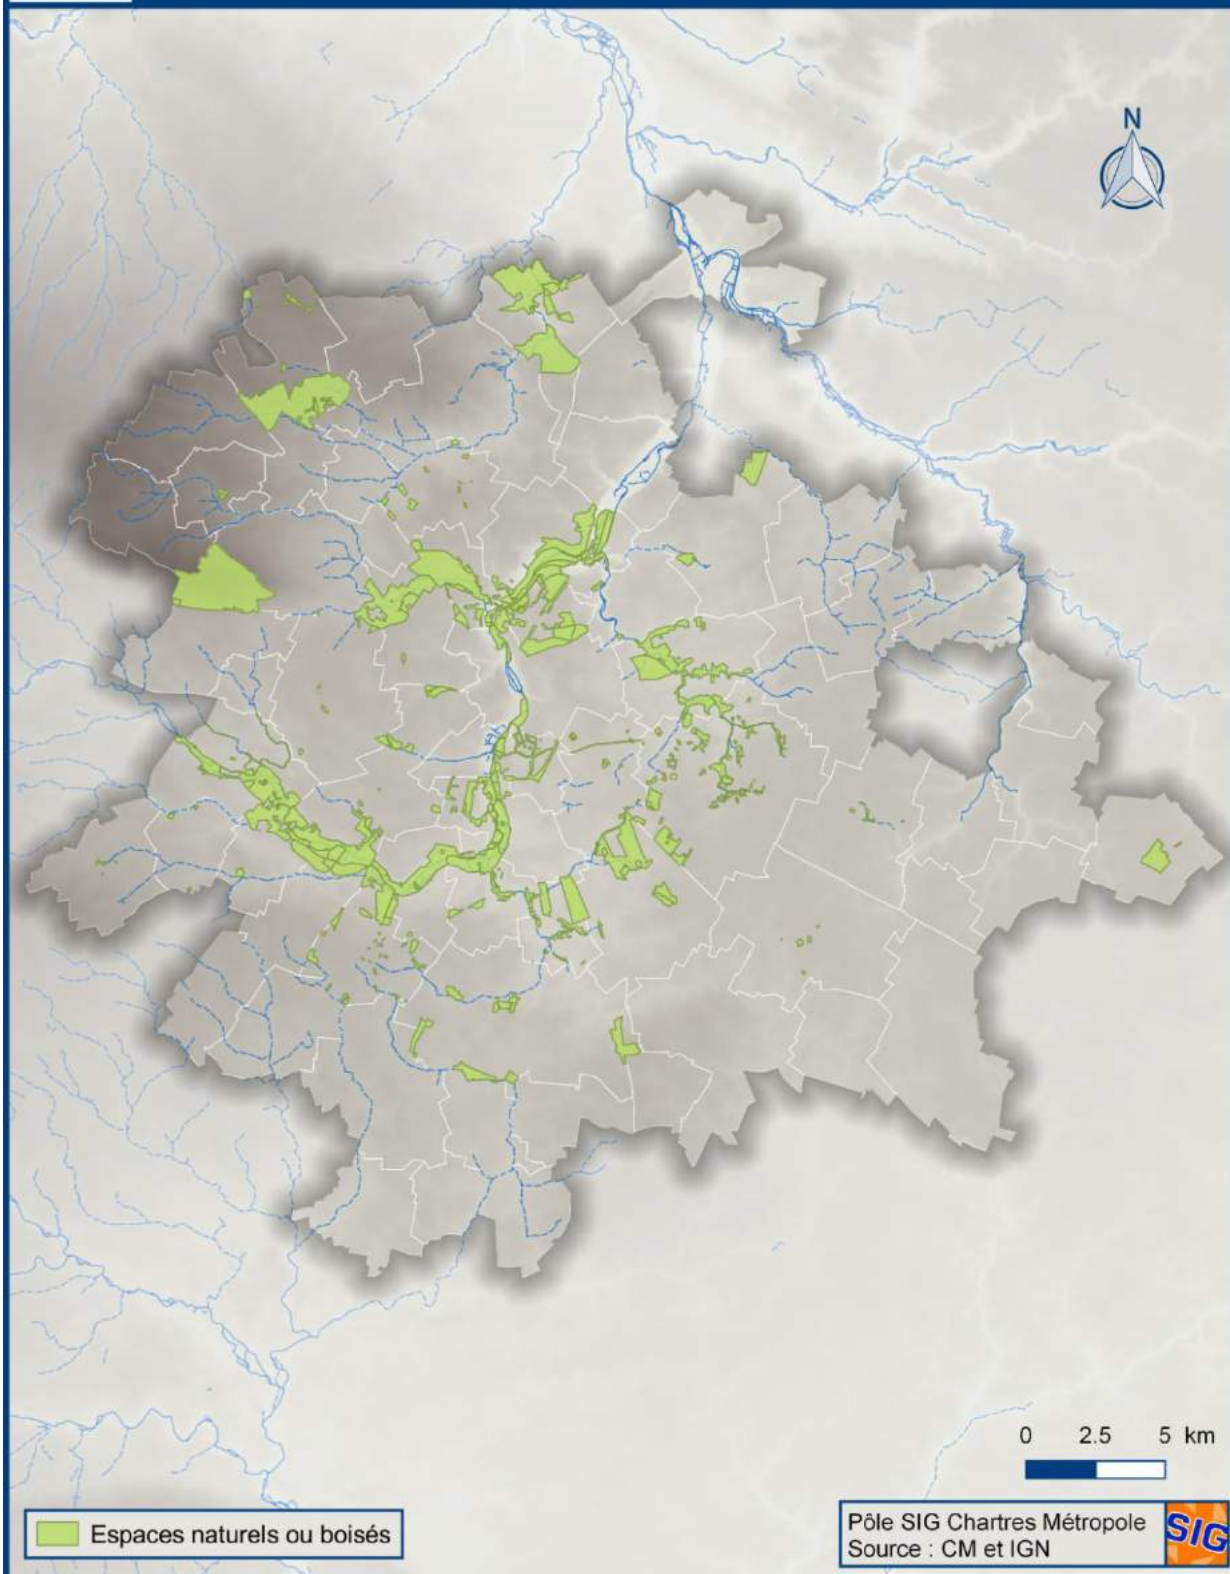 N
0 2.5 5 km
Espaces naturels ou boisés
Pôle SIG Chartres Métropole
Source : CM et IGN
SIG